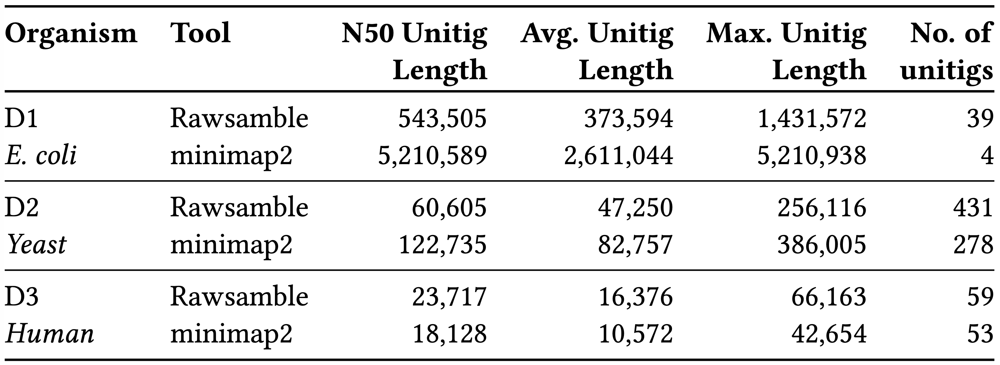 Organism Tool N50 Unitig Avg. Unitig Max. Unitig No. of
Length Length Length unitigs
D1 Rawsamble 543,505 373,594 1,431,572 39
E. coli minimap2 5,210,589 2,611,044 5,210,938 4
D2 Rawsamble 60,605 47,250 256,116 431
Yeast minimap2 122,735 82,757 386,005 278
D3 Rawsamble 23,717 16,376 66,163 59
Human minimap2 18,128 10,572 42,654 53